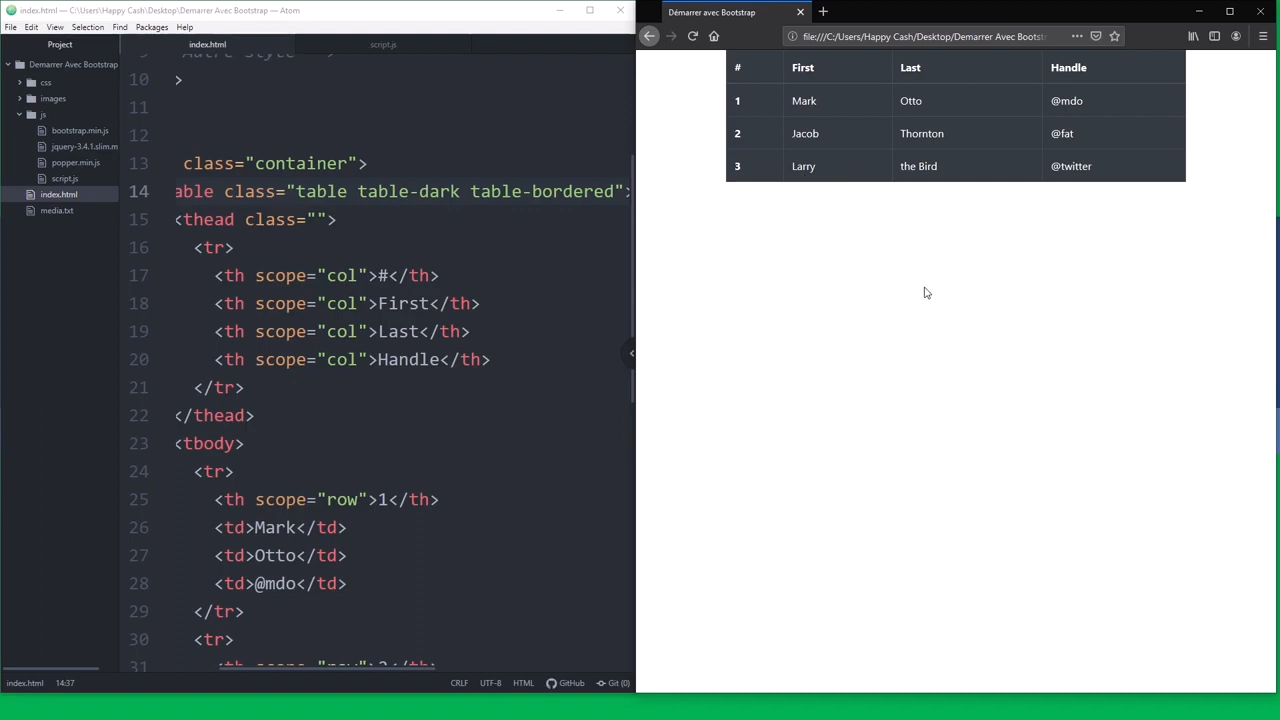 index.html — C:\Users\Happy Cash\Desktop\Demarrer Avec Bootstrap — Atom
File Edit View Selection Find Packages Help
Project
index.html
script.js
Demarrer Avec Bootstrap
css
images
js
bootstrap.min.js
jquery-3.4.1.slim.m
popper.min.js
script.js
index.html
media.txt
10 >
11
12
13 class="container">
14 able class="table table-dark table-bordered">
15 <thead class="">
16 <tr>
17 <th scope="col">#</th>
18 <th scope="col">First</th>
19 <th scope="col">Last</th>
20 <th scope="col">Handle</th>
21 </tr>
22 </thead>
23 <tbody>
24 <tr>
25 <th scope="row">1</th>
26 <td>Mark</td>
27 <td>Otto</td>
28 <td>@mdo</td>
29 </tr>
30 <tr>
31
index.html 14:37 CRLF UTF-8 HTML GitHub Git (0)
Démarrer avec Bootstrap
file:///C:/Users/Happy Cash/Desktop/Demarrer Avec Bootst
# First Last Handle
1 Mark Otto @mdo
2 Jacob Thornton @fat
3 Larry the Bird @twitter